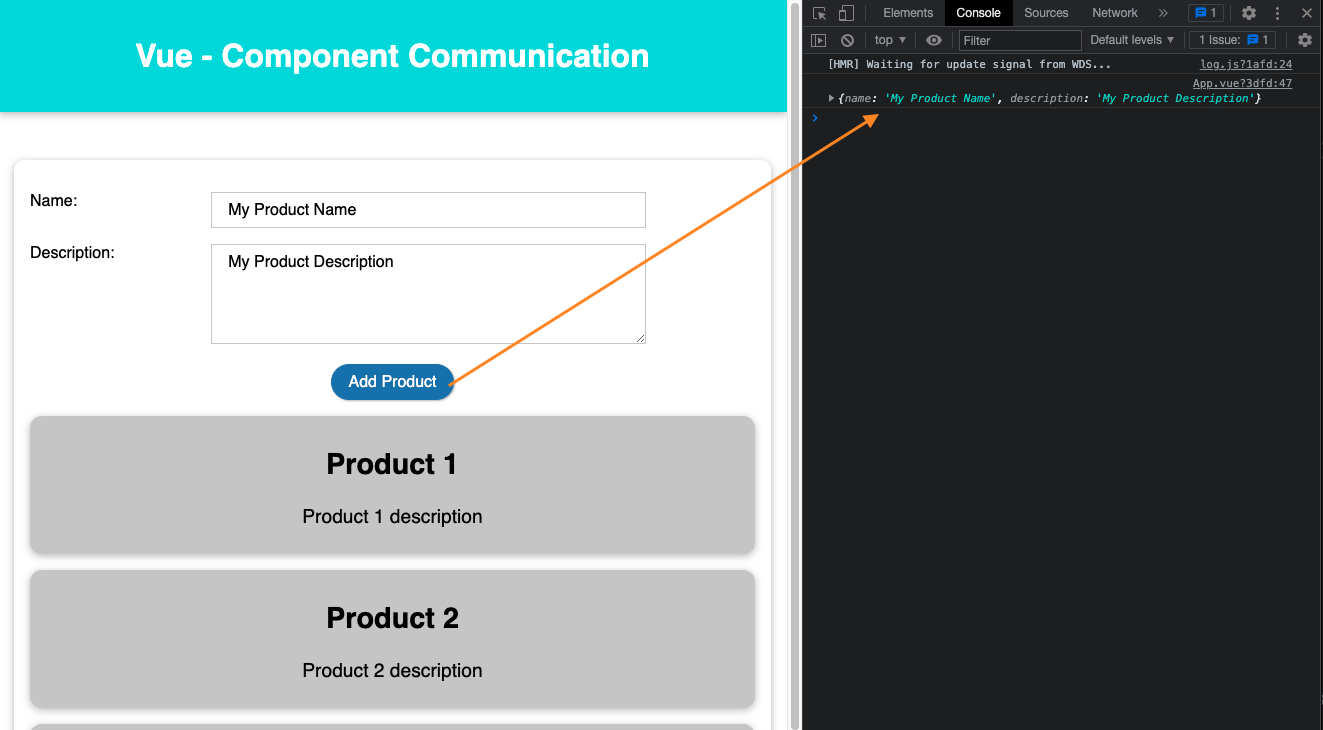 Vue - Component Communication
Name:
My Product Name
Description:
My Product Description
Add Product
Product 1
Product 1 description
Product 2
Product 2 description
Elements Console Sources Network » 1
top ▼ Filter Default levels ▼ 1 Issue: 1
[HMR] Waiting for update signal from WDS... log.js?1afd:24
App.vue?3dfd:47
▶ {name: 'My Product Name', description: 'My Product Description'}
>